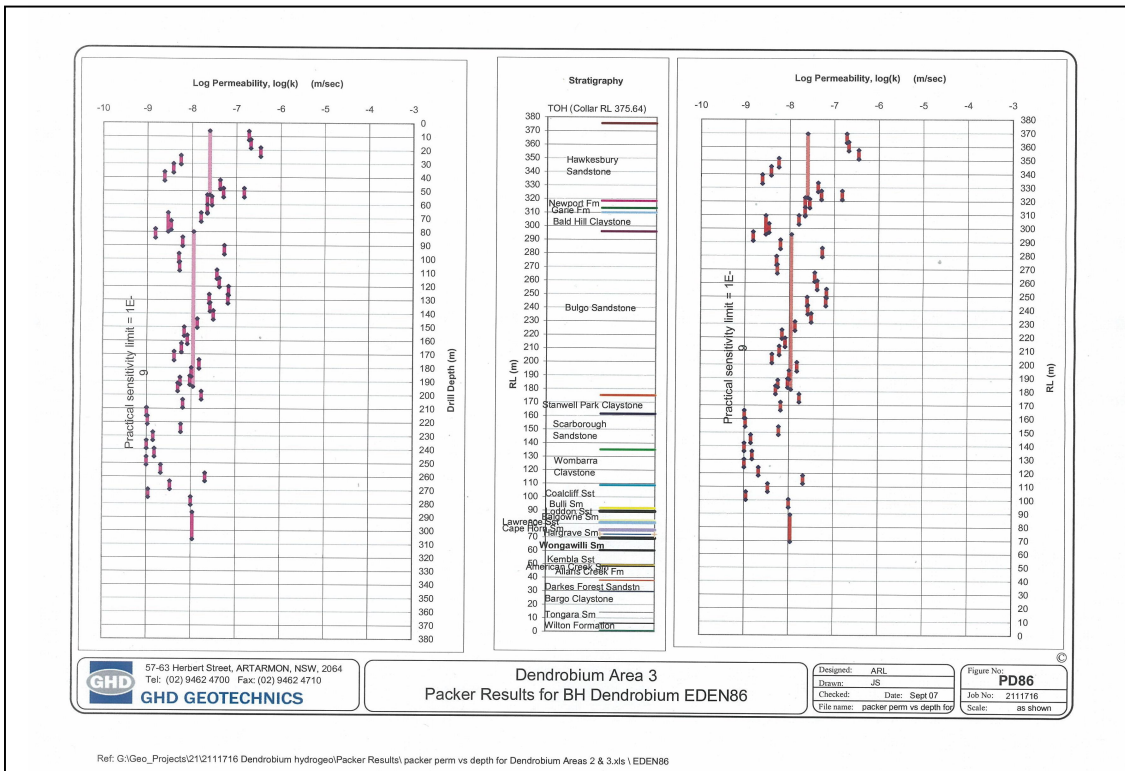 Log Permeability, log(k) (m/sec)
-10 -9 -8 -7 -6 -5 -4 -3
0
10
20
30
40
50
60
70
80
90
100
110
120
130
140
150
160
170
180
190
200
210
220
230
240
250
260
270
280
290
300
310
320
330
340
350
360
370
380
Drill Depth (m)
Practical sensitivity limit = 1E-
9
Stratigraphy
TOH (Collar RL 375.64)
380
370
360
350
340
330
320
310
300
290
280
270
260
250
240
230
220
210
200
190
180
170
160
150
140
130
120
110
100
90
80
70
60
50
40
30
20
10
0
RL (m)
Hawkesbury
Sandstone
Newport Fm
Garie Fm
Bald Hill Claystone
Bulgo Sandstone
Stanwell Park Claystone
Scarborough
Sandstone
Wombarra
Claystone
Coalcliff Sst
Bulli Sm
Loddon Sst
Balgownie Sm
Lawrence Sst
Cape Horn Sm
Hargrave Sm
Wongawilli Sm
Kembla Sst
American Creek Sm
Allans Creek Fm
Darkes Forest Sandstn
Bargo Claystone
Tongara Sm
Wilton Formation
Log Permeability, log(k) (m/sec)
-10 -9 -8 -7 -6 -5 -4 -3
380
370
360
350
340
330
320
310
300
290
280
270
260
250
240
230
220
210
200
190
180
170
160
150
140
130
120
110
100
90
80
70
60
50
40
30
20
10
0
RL (m)
Practical sensitivity limit = 1E-
9
©
GHD
57-63 Herbert Street, ARTARMON, NSW, 2064
Tel: (02) 9462 4700 Fax: (02) 9462 4710
GHD GEOTECHNICS
Dendrobium Area 3
Packer Results for BH Dendrobium EDEN86
Designed: ARL
Drawn: JS
Checked: Date: Sept 07
File name: packer perm vs depth for
Figure No:
PD86
Job No: 2111716
Scale: as shown
Ref: G:\Geo_Projects\21\2111716 Dendrobium hydrogeo\Packer Results\ packer perm vs depth for Dendrobium Areas 2 & 3.xls \ EDEN86